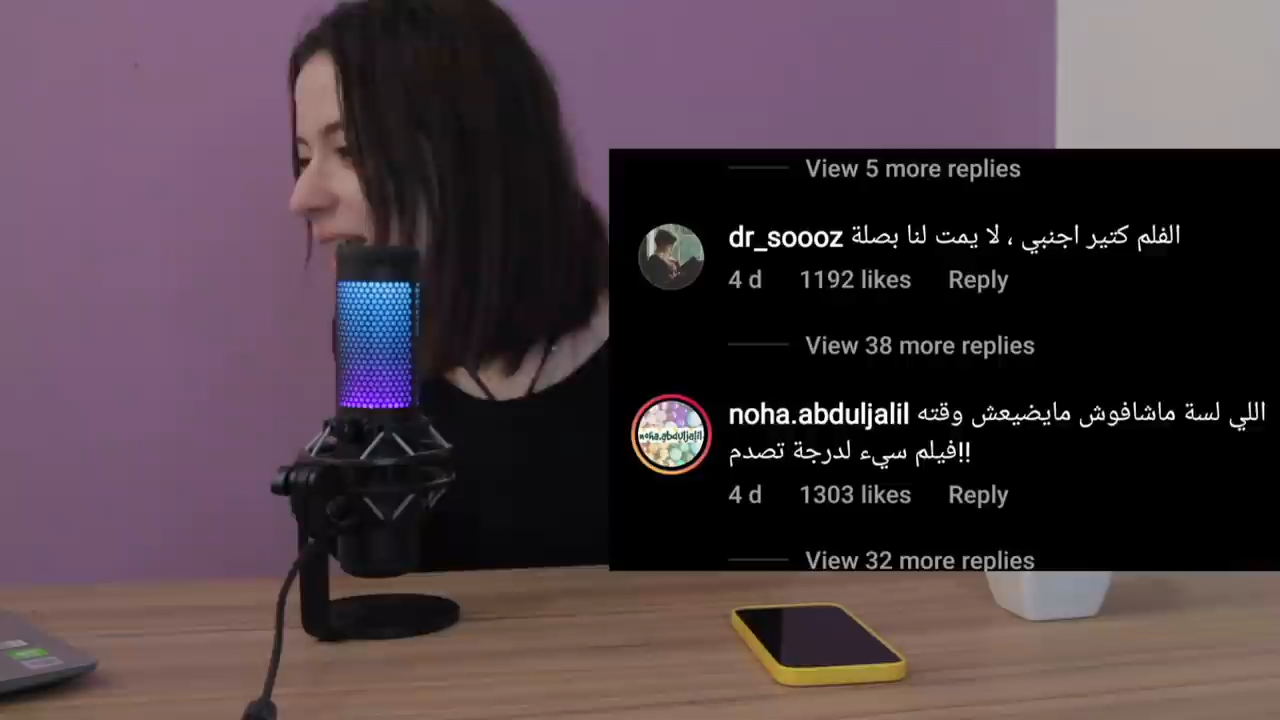 View 5 more replies
dr_soooz الفلم كتير اجنبي ، لا يمت لنا بصلة
4 d 1192 likes Reply
View 38 more replies
noha.abduljalil اللي لسة ماشافوش مايضيعش وقته
فيلم سيء لدرجة تصدم!!
4 d 1303 likes Reply
View 32 more replies
noha.abduljalil